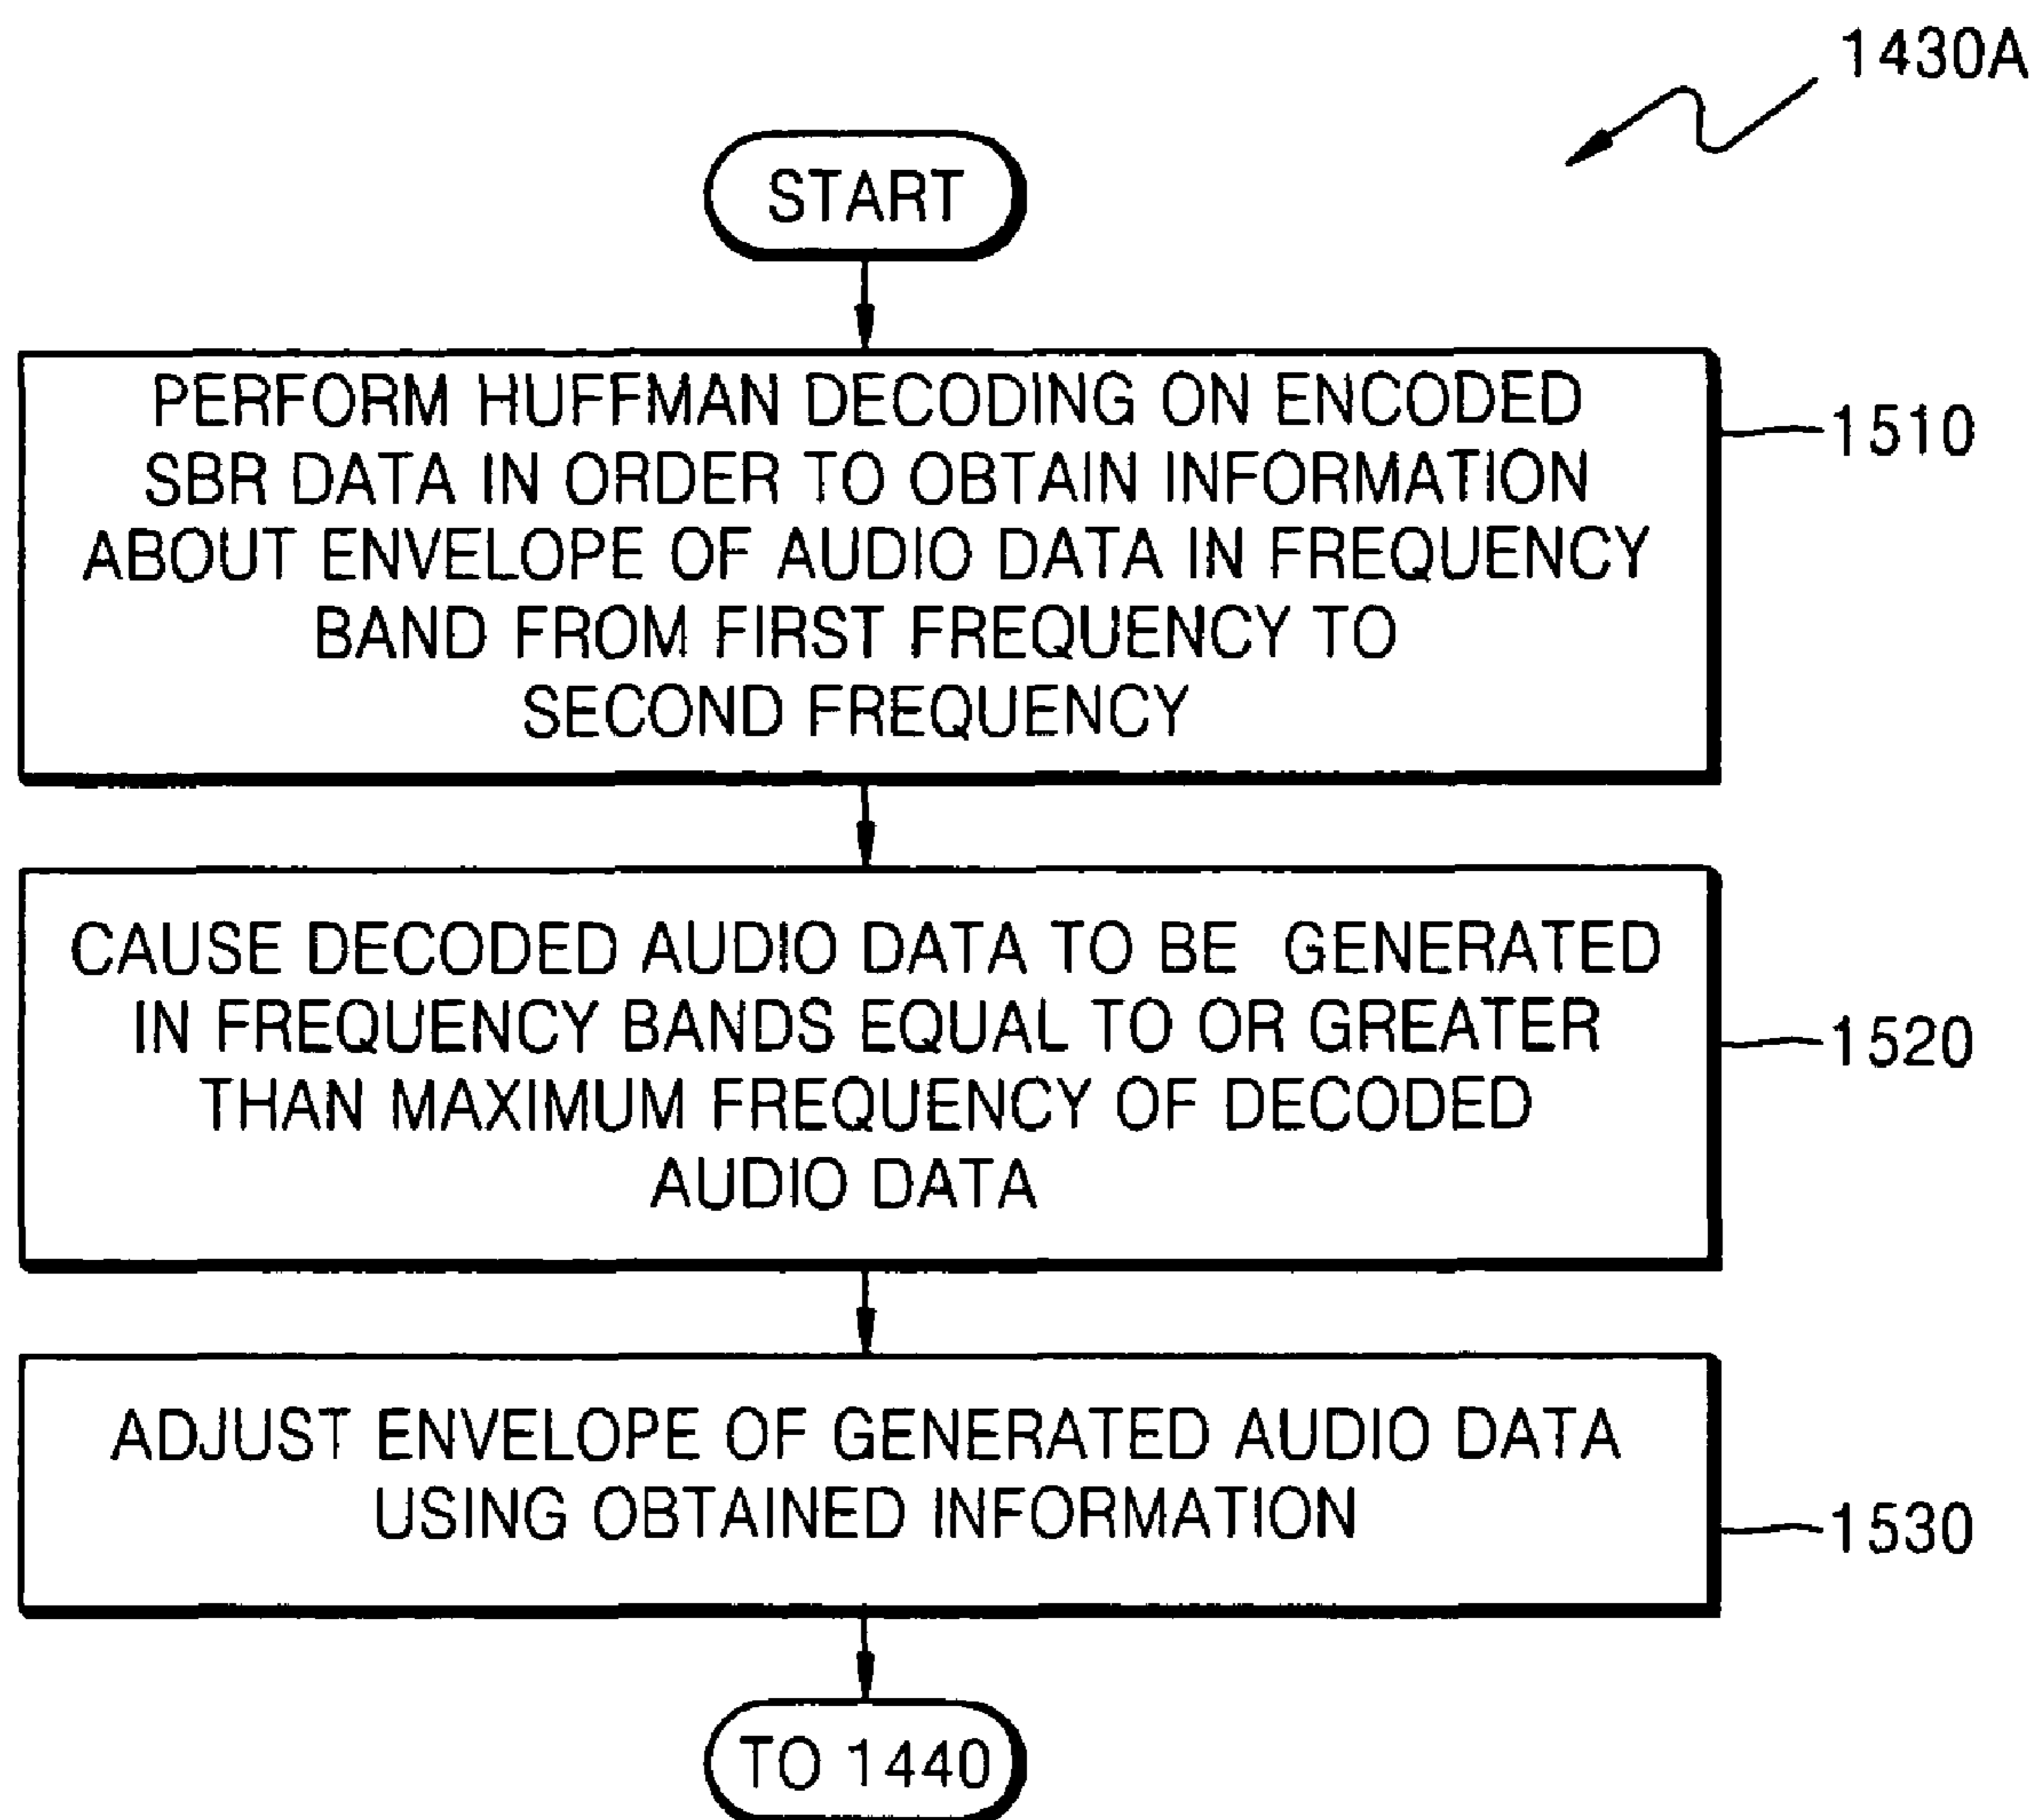 1430A
START
PERFORM HUFFMAN DECODING ON ENCODED
SBR DATA IN ORDER TO OBTAIN INFORMATION
ABOUT ENVELOPE OF AUDIO DATA IN FREQUENCY
BAND FROM FIRST FREQUENCY TO
SECOND FREQUENCY
1510
CAUSE DECODED AUDIO DATA TO BE GENERATED
IN FREQUENCY BANDS EQUAL TO OR GREATER
THAN MAXIMUM FREQUENCY OF DECODED
AUDIO DATA
1520
ADJUST ENVELOPE OF GENERATED AUDIO DATA
USING OBTAINED INFORMATION
1530
TO 1440